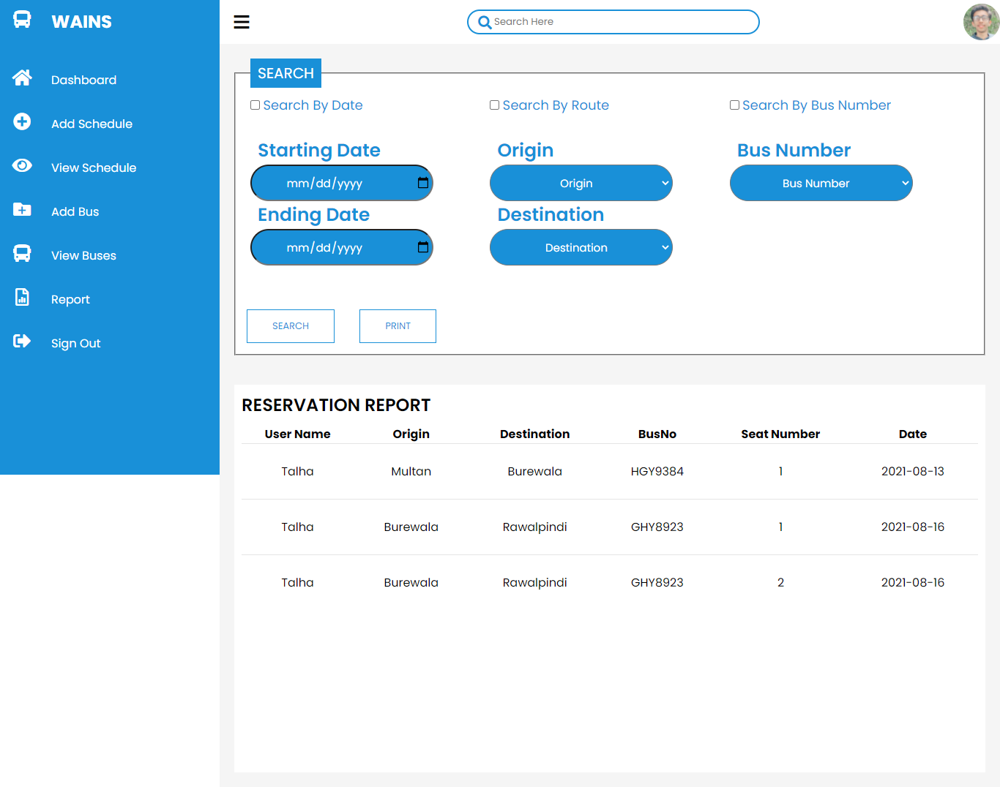 WAINS
Search Here
Dashboard
Add Schedule
View Schedule
Add Bus
View Buses
Report
Sign Out
SEARCH
Search By Date Search By Route Search By Bus Number
Starting Date Origin Bus Number
mm/dd/yyyy Origin Bus Number
Ending Date Destination
mm/dd/yyyy Destination
SEARCH PRINT
RESERVATION REPORT
User Name Origin Destination BusNo Seat Number Date
Talha Multan Burewala HGY9384 1 2021-08-13
Talha Burewala Rawalpindi GHY8923 1 2021-08-16
Talha Burewala Rawalpindi GHY8923 2 2021-08-16